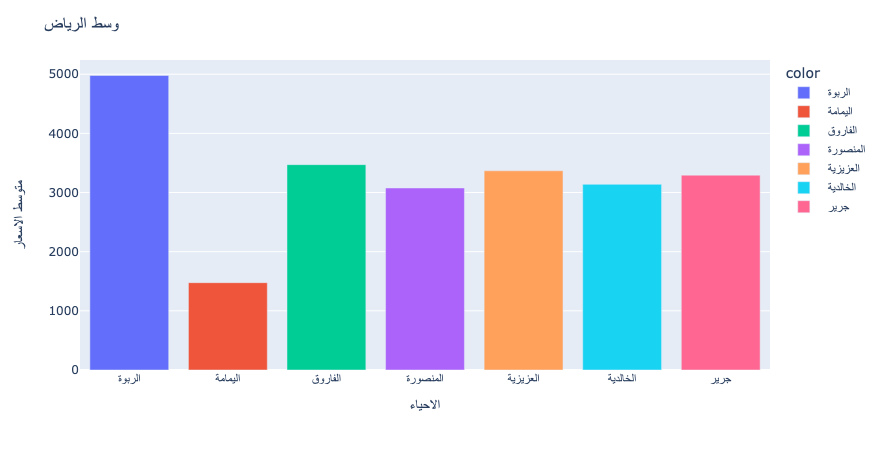 وسط الرياض
متوسط الاسعار
5000
4000
3000
2000
1000
0
الربوة
اليمامة
الفاروق
المنصورة
العزيزية
الخالدية
جرير
الاحياء
color
الربوة
اليمامة
الفاروق
المنصورة
العزيزية
الخالدية
جرير